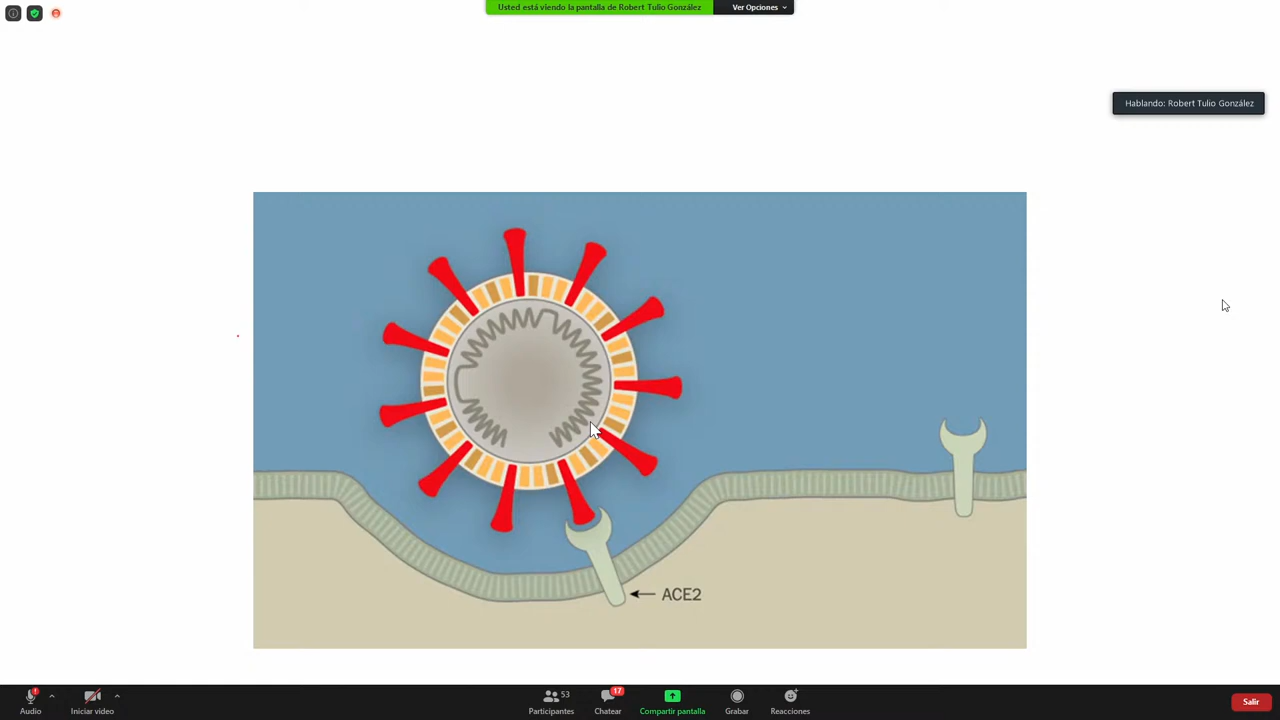 Usted está viendo la pantalla de Robert Tulio González
Ver Opciones
Hablando: Robert Tulio González
ACE2
53
17
Audio
Iniciar video
Participantes
Chatear
Compartir pantalla
Grabar
Reacciones
Salir